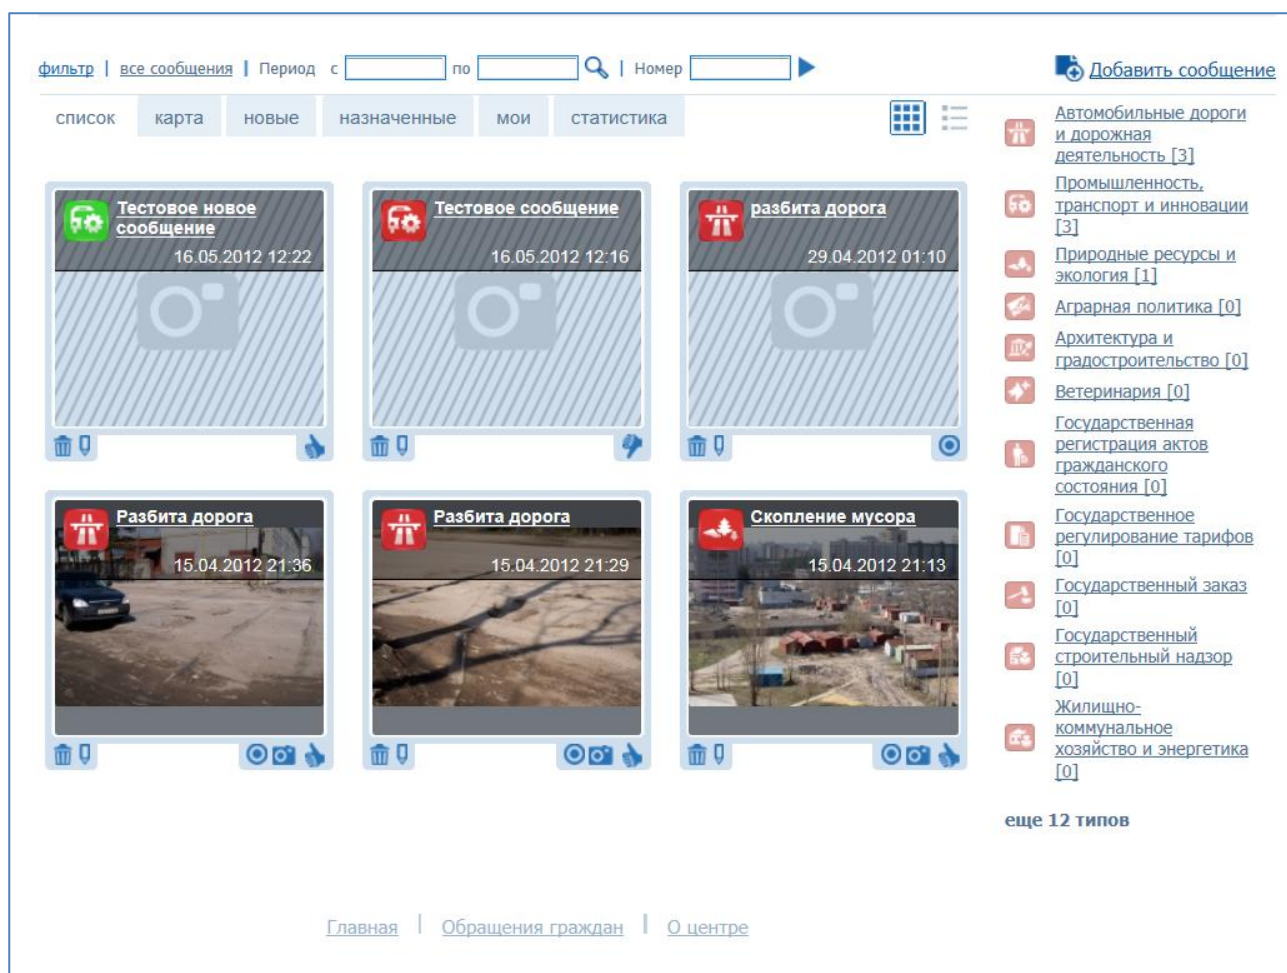 фильтр | все сообщения | Период с по | Номер
Добавить сообщение
список карта новые назначенные мои статистика
Тестовое новое
сообщение
16.05.2012 12:22
Тестовое сообщение
16.05.2012 12:16
разбита дорога
29.04.2012 01:10
Разбита дорога
15.04.2012 21:36
Разбита дорога
15.04.2012 21:29
Скопление мусора
15.04.2012 21:13
Автомобильные дороги
и дорожная
деятельность [3]
Промышленность,
транспорт и инновации
[3]
Природные ресурсы и
экология [1]
Аграрная политика [0]
Архитектура и
градостроительство [0]
Ветеринария [0]
Государственная
регистрация актов
гражданского
состояния [0]
Государственное
регулирование тарифов
[0]
Государственный заказ
[0]
Государственный
строительный надзор
[0]
Жилищно-
коммунальное
хозяйство и энергетика
[0]
еще 12 типов
Главная | Обращения граждан | О центре